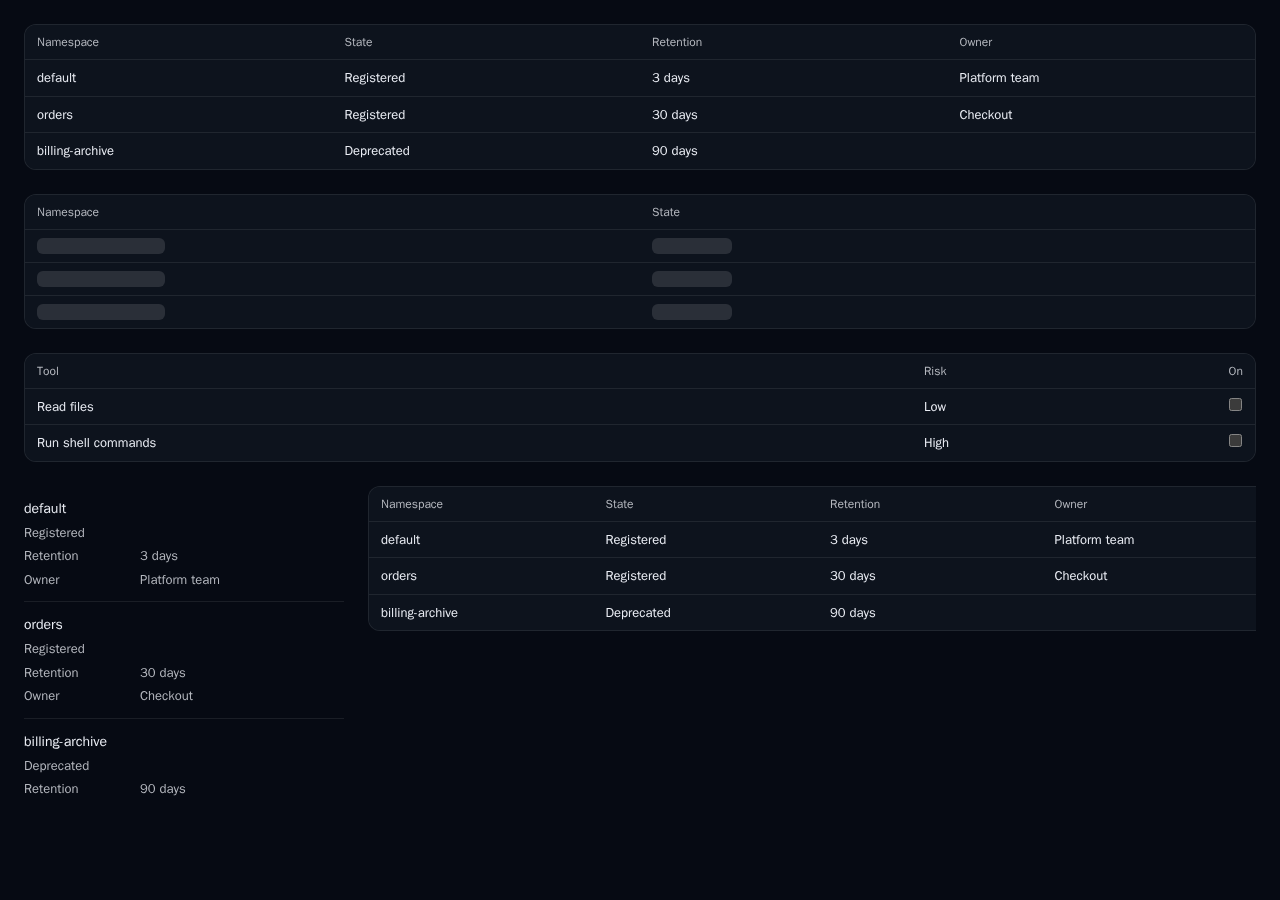 Namespace State Retention Owner
default Registered 3 days Platform team
orders Registered 30 days Checkout
billing-archive Deprecated 90 days
Namespace State
Tool Risk On
Read files Low
Run shell commands High
default
Registered
Retention 3 days
Owner Platform team
orders
Registered
Retention 30 days
Owner Checkout
billing-archive
Deprecated
Retention 90 days
Namespace State Retention Owner
default Registered 3 days Platform team
orders Registered 30 days Checkout
billing-archive Deprecated 90 days